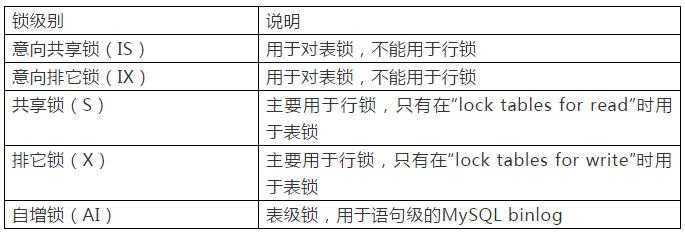 锁级别 说明
意向共享锁（IS） 用于对表锁，不能用于行锁
意向排它锁（IX） 用于对表锁，不能用于行锁
共享锁（S） 主要用于行锁，只有在“lock tables for read”时用
于表锁
排它锁（X） 主要用于行锁，只有在“lock tables for write”时用
于表锁
自增锁（AI） 表级锁，用于语句级的MySQL binlog